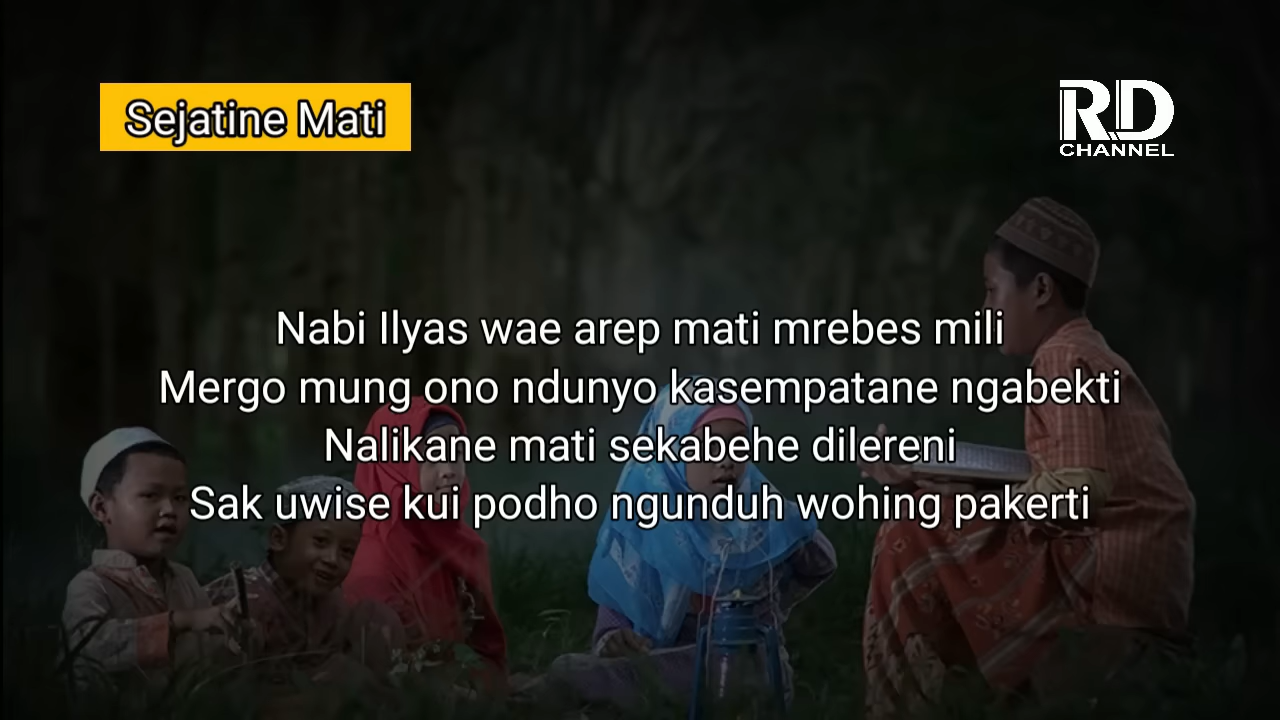 Sejatine Mati
RD
CHANNEL
Nabi Ilyas wae arep mati mrebes mili
Mergo mung ono ndunyo kasempatane ngabekti
Nalikane mati sekabehe dilereni
Sak uwise kui podho ngunduh wohing pakerti